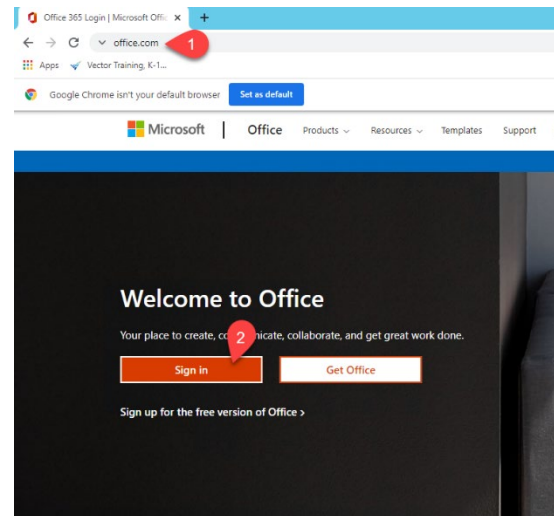 Office 365 Login | Microsoft Offic
office.com
1
Apps Vector Training, K-1...
Google Chrome isn't your default browser Set as default
Microsoft Office Products Resources Templates Support
Welcome to Office
Your place to create, co nicate, collaborate, and get great work done.
2
Sign in Get Office
Sign up for the free version of Office >